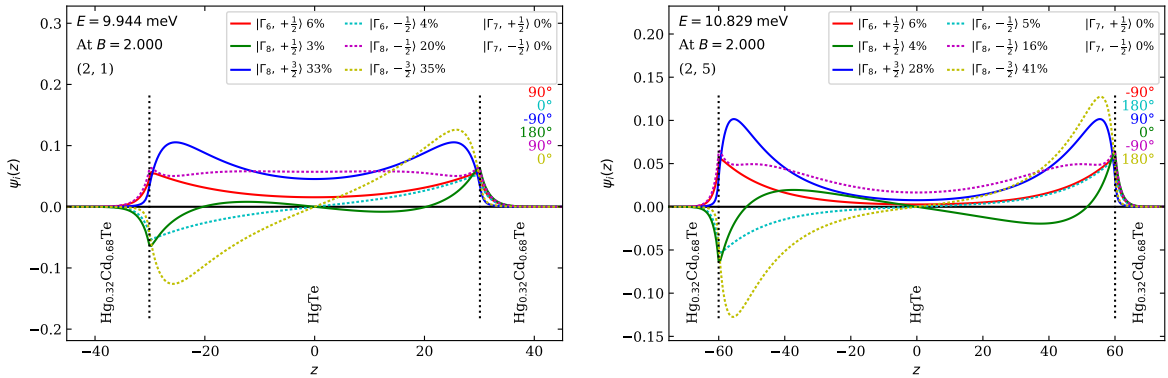 E = 9.944 meV
At B = 2.000
(2, 1)
|Γ6, +1/2⟩ 6%
|Γ8, +1/2⟩ 3%
|Γ8, +3/2⟩ 33%
|Γ6, −1/2⟩ 4%
|Γ8, −1/2⟩ 20%
|Γ8, −3/2⟩ 35%
|Γ7, +1/2⟩ 0%
|Γ7, −1/2⟩ 0%
90°
0°
-90°
180°
90°
0°
ψi(z)
0.3
0.2
0.1
0.0
−0.1
−0.2
Hg0.32Cd0.68Te
HgTe
Hg0.32Cd0.68Te
−40
−20
0
20
40
z
E = 10.829 meV
At B = 2.000
(2, 5)
|Γ6, +1/2⟩ 6%
|Γ8, +1/2⟩ 4%
|Γ8, +3/2⟩ 28%
|Γ6, −1/2⟩ 5%
|Γ8, −1/2⟩ 16%
|Γ8, −3/2⟩ 41%
|Γ7, +1/2⟩ 0%
|Γ7, −1/2⟩ 0%
-90°
180°
90°
0°
-90°
180°
ψi(z)
0.20
0.15
0.10
0.05
0.00
−0.05
−0.10
−0.15
Hg0.32Cd0.68Te
HgTe
Hg0.32Cd0.68Te
−60
−40
−20
0
20
40
60
z